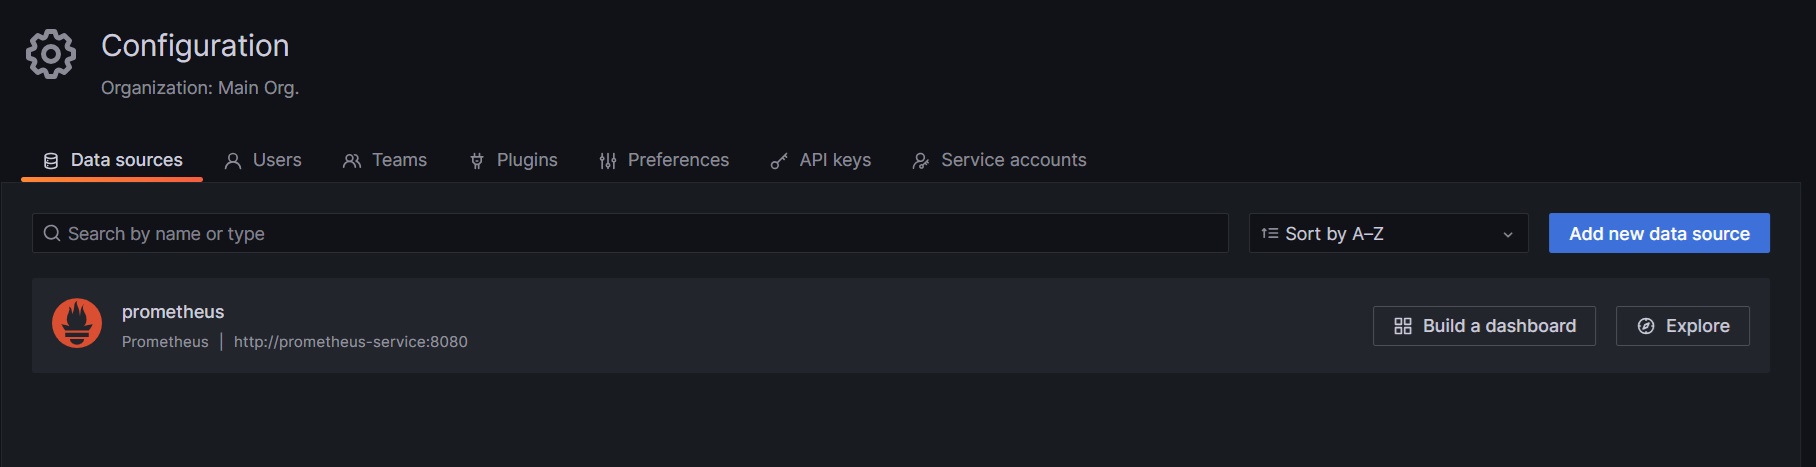 Configuration
Organization: Main Org.
Data sources Users Teams Plugins Preferences API keys Service accounts
Search by name or type Sort by A–Z Add new data source
prometheus
Prometheus | http://prometheus-service:8080
Build a dashboard Explore